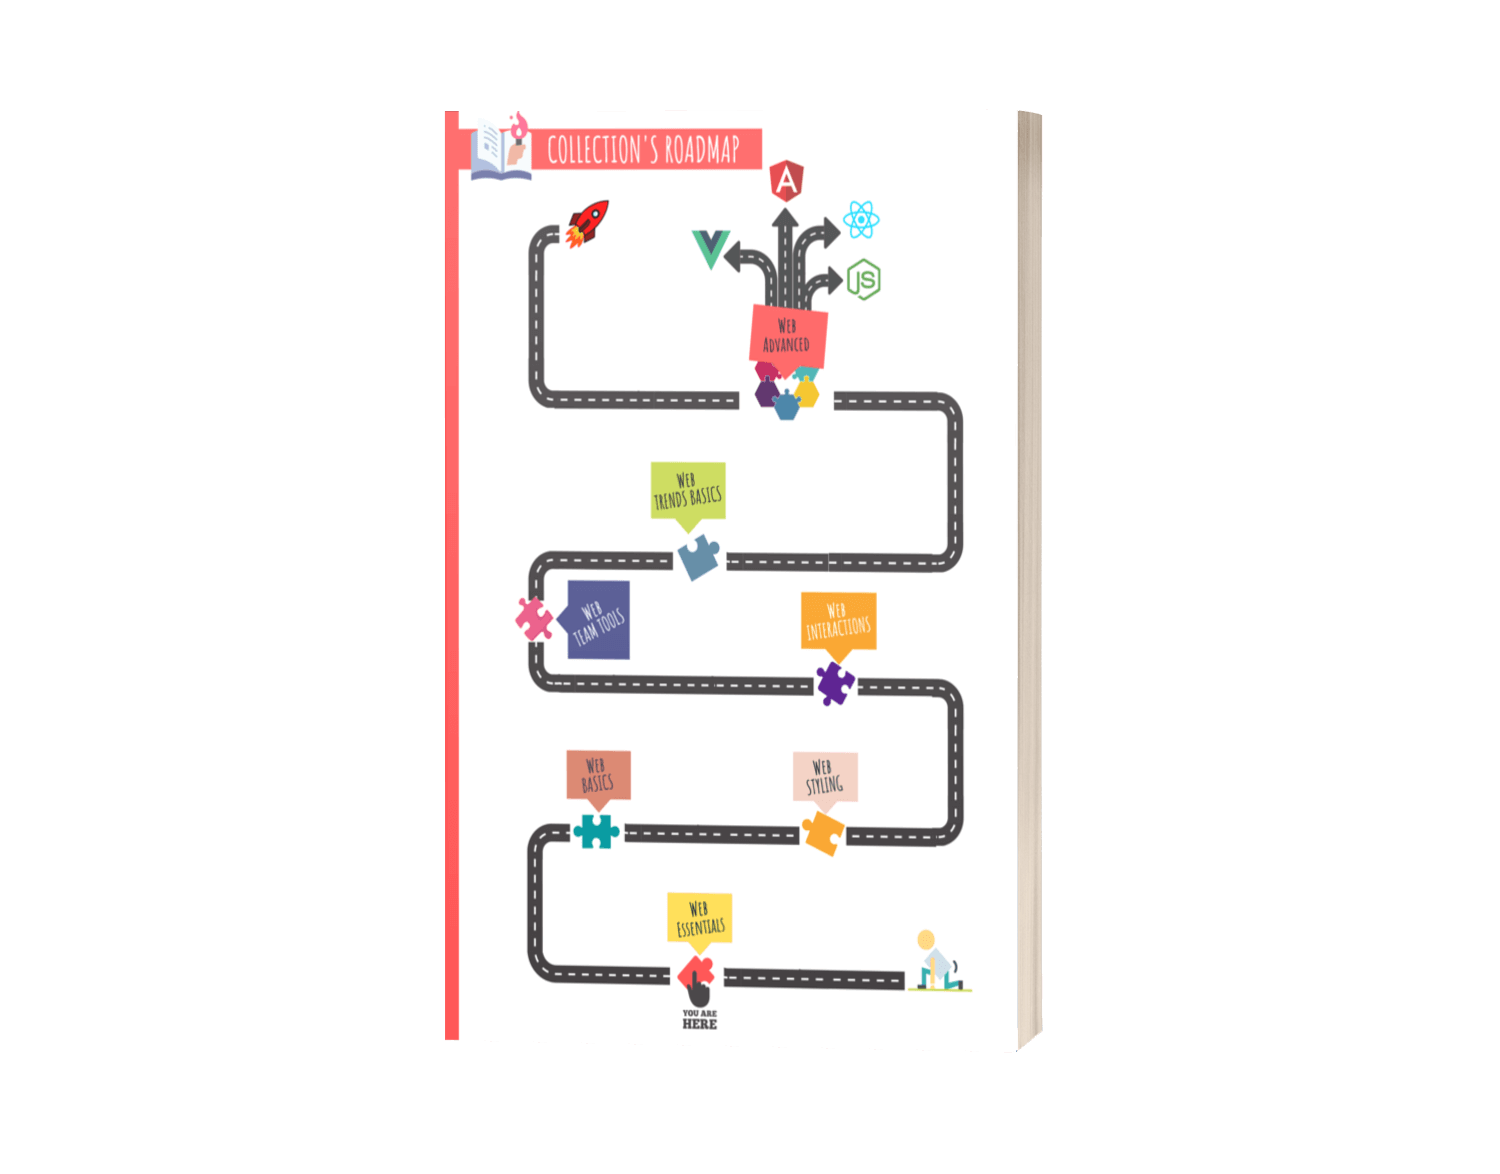 COLLECTION'S ROADMAP
A
JS
WEB
ADVANCED
WEB
TRENDS BASICS
WEB
TEAM TOOLS
WEB
INTERACTIONS
WEB
BASICS
WEB
STYLING
WEB
ESSENTIALS
YOU ARE
HERE